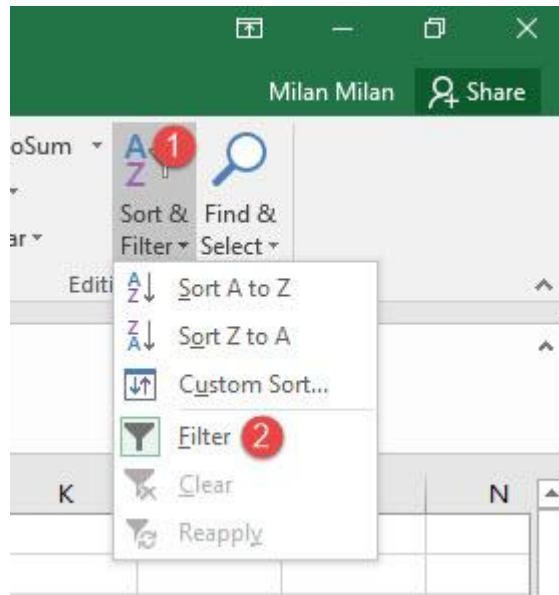 Milan Milan Share
oSum
1
Sort & Find &
ar Filter Select
Editi
Sort A to Z
Sort Z to A
Custom Sort...
Filter 2
Clear
Reapply
K N